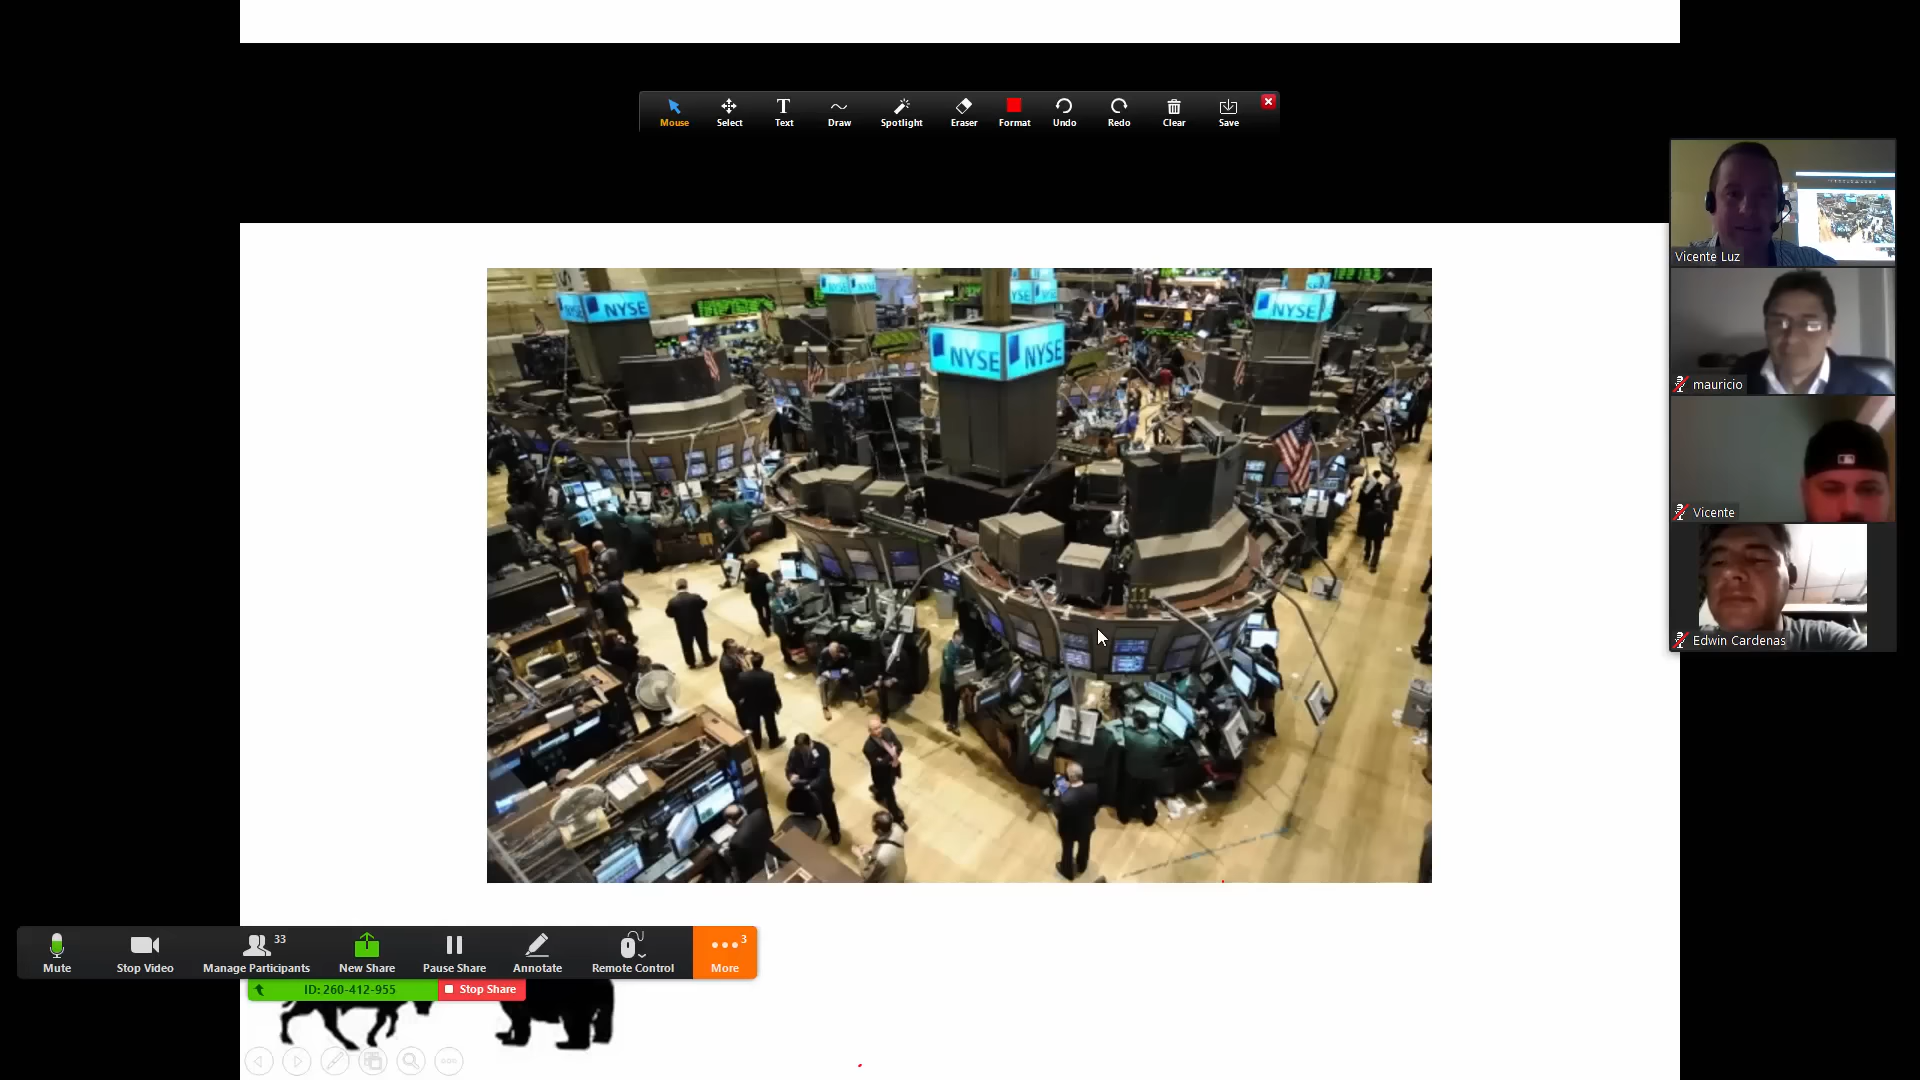 Mouse
Select
Text
Draw
Spotlight
Eraser
Format
Undo
Redo
Clear
Save
Vicente Luz
mauricio
Vicente
Edwin Cardenas
NYSE
NYSE
NYSE
NYSE
NYSE
11
Mute
Stop Video
33
Manage Participants
New Share
Pause Share
Annotate
Remote Control
3
More
ID: 260-412-955
Stop Share